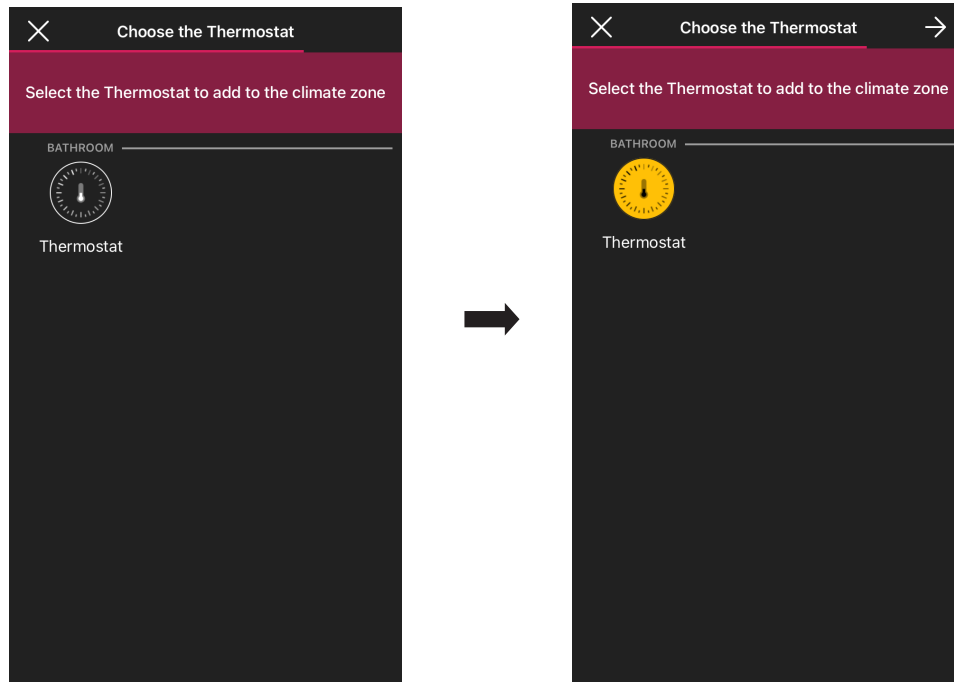 Choose the Thermostat
Select the Thermostat to add to the climate zone
BATHROOM
Thermostat
Choose the Thermostat
Select the Thermostat to add to the climate zone
BATHROOM
Thermostat